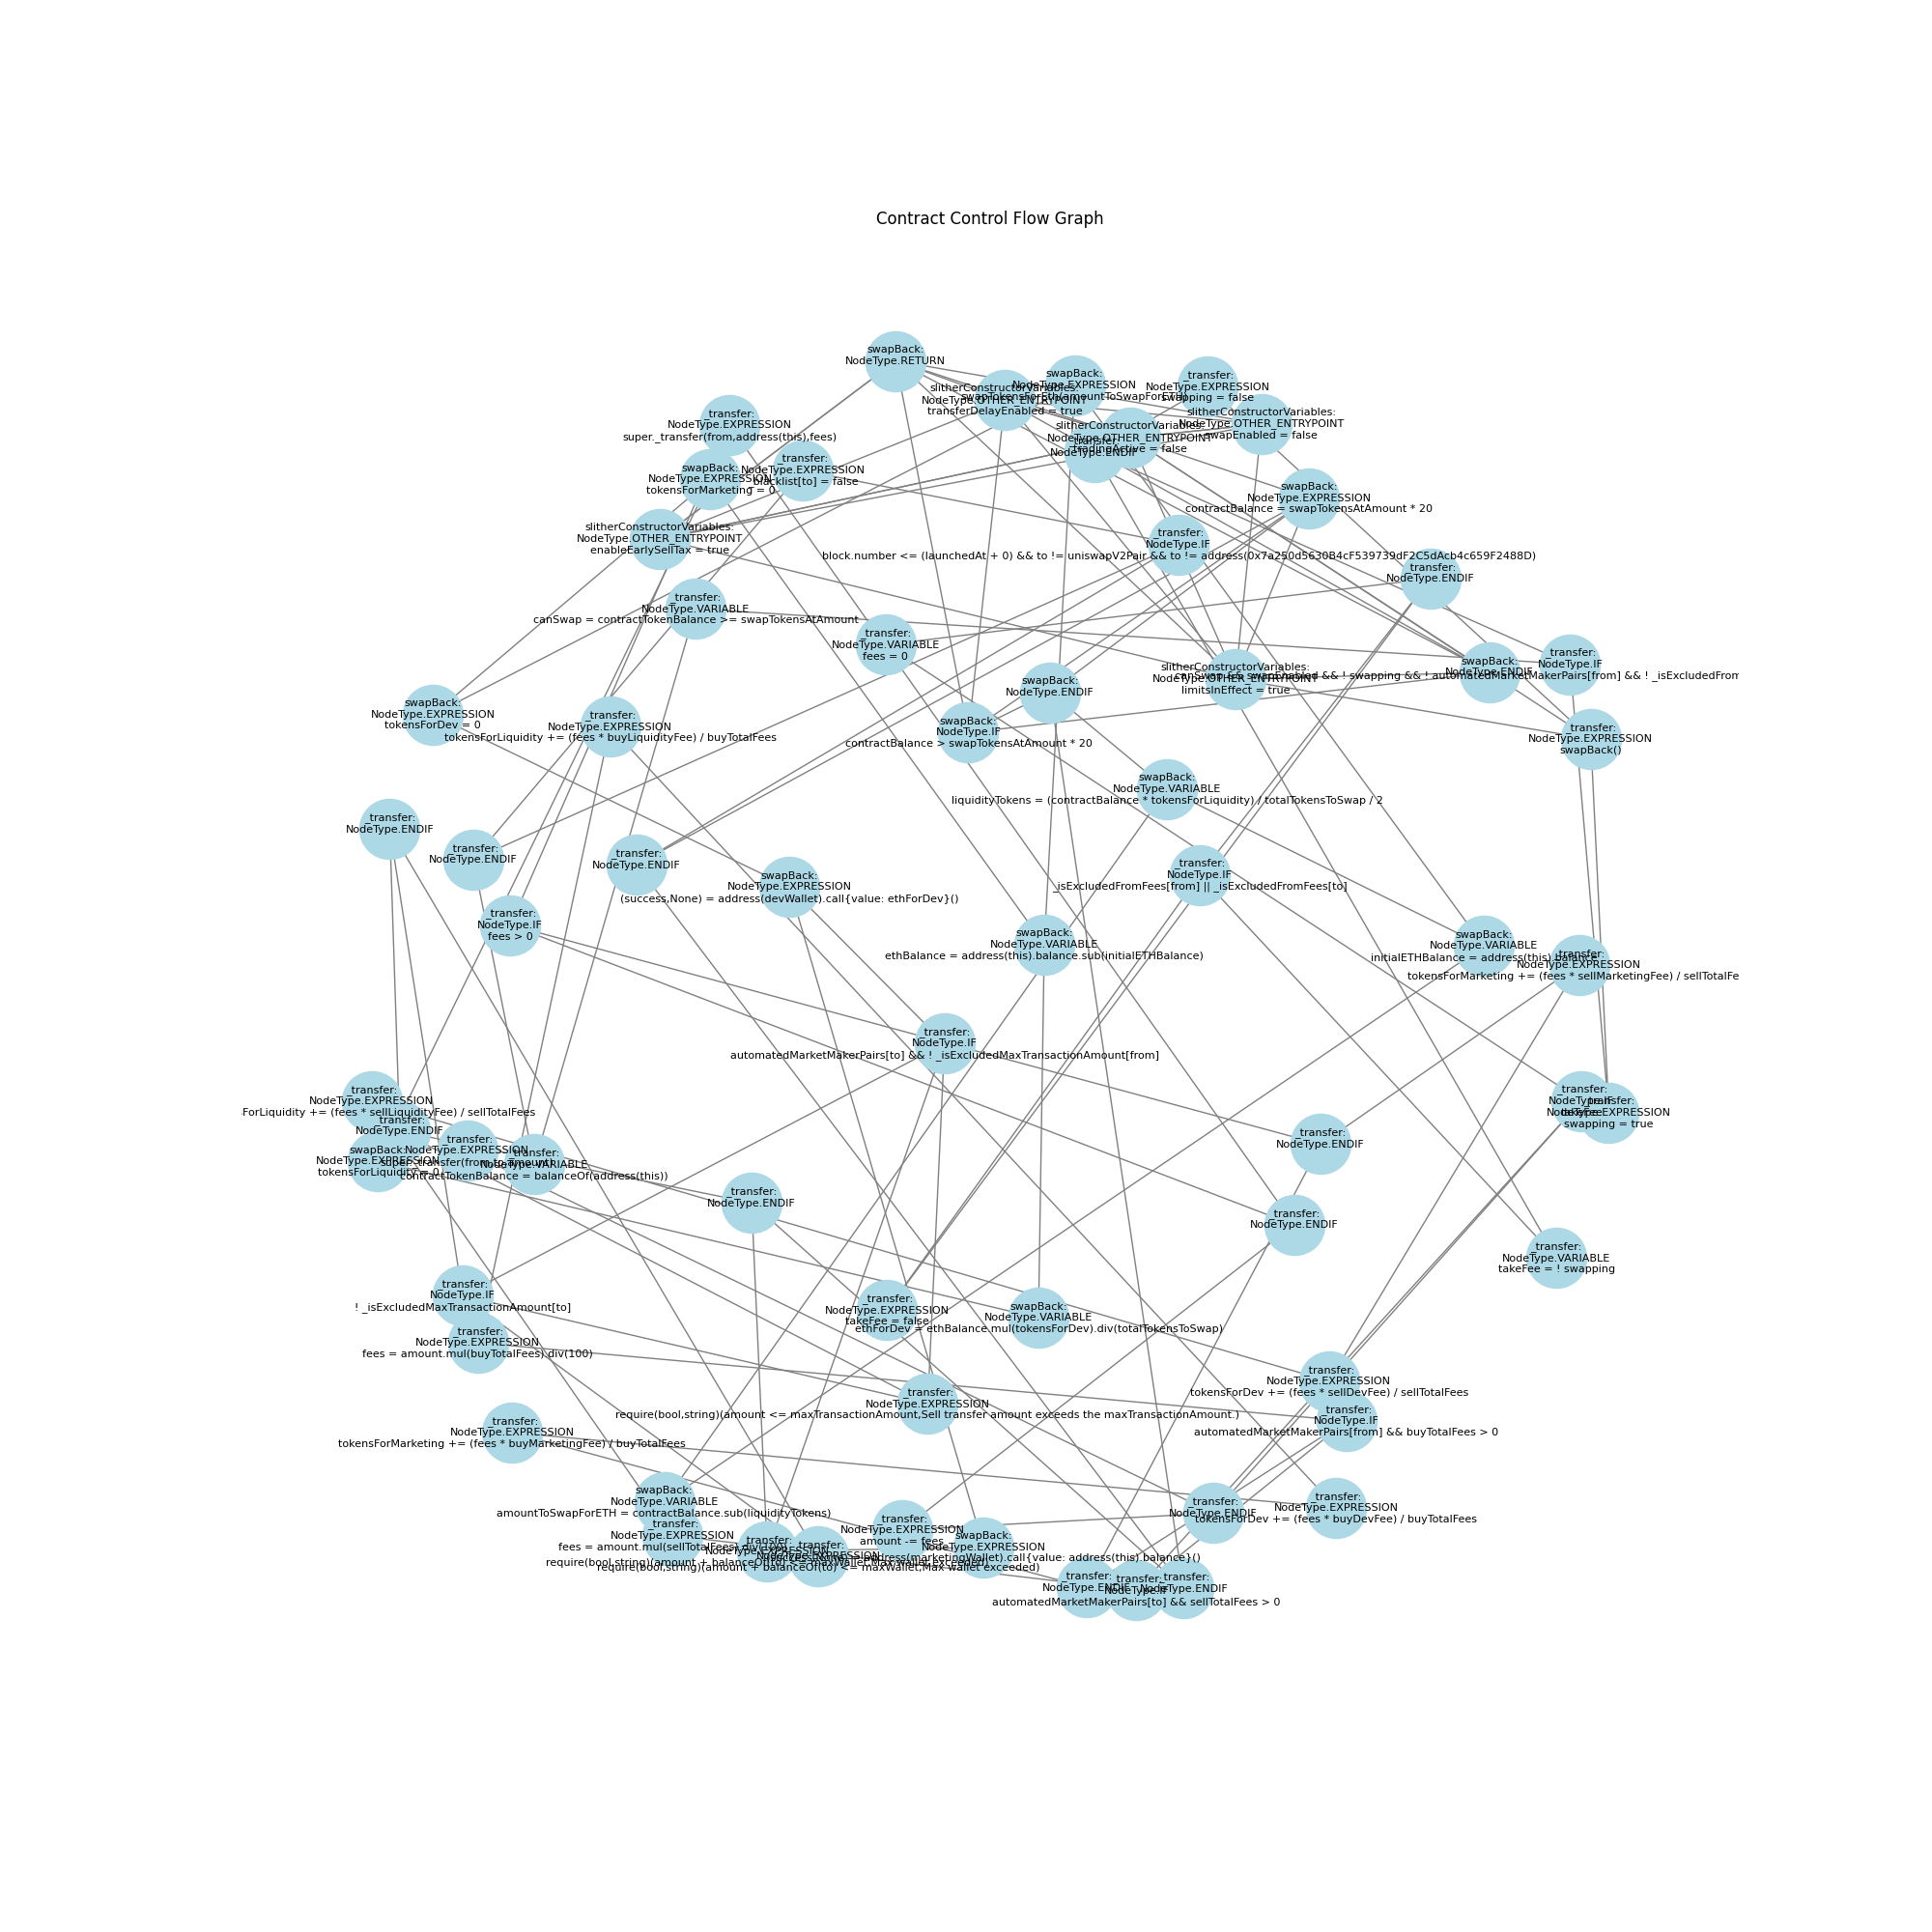 Contract Control Flow Graph
swapBack:
NodeType.RETURN
swapBack:
NodeType.EXPRESSION
swapTokensForEth(amountToSwapForETH)
_transfer:
NodeType.EXPRESSION
swapping = false
slitherConstructorVariables:
NodeType.OTHER_ENTRYPOINT
transferDelayEnabled = true
slitherConstructorVariables:
NodeType.OTHER_ENTRYPOINT
swapEnabled = false
_transfer:
NodeType.EXPRESSION
super._transfer(from,address(this),fees)
slitherConstructorVariables:
NodeType.OTHER_ENTRYPOINT
tradingActive = false
_transfer:
NodeType.ENDIF
_transfer:
NodeType.EXPRESSION
blacklist[to] = false
swapBack:
NodeType.EXPRESSION
tokensForMarketing = 0
swapBack:
NodeType.EXPRESSION
contractBalance = swapTokensAtAmount * 20
slitherConstructorVariables:
NodeType.OTHER_ENTRYPOINT
enableEarlySellTax = true
_transfer:
NodeType.IF
block.number <= (launchedAt + 0) && to != uniswapV2Pair && to != address(0x7a250d5630B4cF539739dF2C5dAcb4c659F2488D)
_transfer:
NodeType.ENDIF
_transfer:
NodeType.VARIABLE
canSwap = contractTokenBalance >= swapTokensAtAmount
_transfer:
NodeType.VARIABLE
fees = 0
_transfer:
NodeType.IF
canSwap && swapEnabled && ! swapping && ! automatedMarketMakerPairs[from] && ! _isExcludedFrom
swapBack:
NodeType.ENDIF
slitherConstructorVariables:
NodeType.OTHER_ENTRYPOINT
limitsInEffect = true
swapBack:
NodeType.ENDIF
swapBack:
NodeType.EXPRESSION
tokensForDev = 0
_transfer:
NodeType.EXPRESSION
tokensForLiquidity += (fees * buyLiquidityFee) / buyTotalFees
swapBack:
NodeType.IF
contractBalance > swapTokensAtAmount * 20
_transfer:
NodeType.EXPRESSION
swapBack()
swapBack:
NodeType.VARIABLE
liquidityTokens = (contractBalance * tokensForLiquidity) / totalTokensToSwap / 2
_transfer:
NodeType.ENDIF
_transfer:
NodeType.ENDIF
_transfer:
NodeType.ENDIF
swapBack:
NodeType.EXPRESSION
(success,None) = address(devWallet).call{value: ethForDev}()
_transfer:
NodeType.IF
_isExcludedFromFees[from] || _isExcludedFromFees[to]
_transfer:
NodeType.IF
fees > 0
swapBack:
NodeType.VARIABLE
ethBalance = address(this).balance.sub(initialETHBalance)
swapBack:
NodeType.VARIABLE
initialETHBalance = address(this).balance
_transfer:
NodeType.EXPRESSION
tokensForMarketing += (fees * sellMarketingFee) / sellTotalFe
_transfer:
NodeType.IF
automatedMarketMakerPairs[to] && ! _isExcludedMaxTransactionAmount[from]
_transfer:
NodeType.EXPRESSION
ForLiquidity += (fees * sellLiquidityFee) / sellTotalFees
_transfer:
NodeType.IF
takeFee
_transfer:
NodeType.EXPRESSION
swapping = true
_transfer:
NodeType.ENDIF
_transfer:
NodeType.ENDIF
swapBack:
NodeType.EXPRESSION
tokensForLiquidity = 0
_transfer:
NodeType.EXPRESSION
super._transfer(from,to,amount)
_transfer:
NodeType.VARIABLE
contractTokenBalance = balanceOf(address(this))
_transfer:
NodeType.ENDIF
_transfer:
NodeType.ENDIF
_transfer:
NodeType.VARIABLE
takeFee = ! swapping
_transfer:
NodeType.IF
! _isExcludedMaxTransactionAmount[to]
_transfer:
NodeType.EXPRESSION
takeFee = false
swapBack:
NodeType.VARIABLE
ethForDev = ethBalance.mul(tokensForDev).div(totalTokensToSwap)
_transfer:
NodeType.EXPRESSION
fees = amount.mul(buyTotalFees).div(100)
_transfer:
NodeType.EXPRESSION
tokensForDev += (fees * sellDevFee) / sellTotalFees
_transfer:
NodeType.EXPRESSION
require(bool,string)(amount <= maxTransactionAmount,Sell transfer amount exceeds the maxTransactionAmount.)
_transfer:
NodeType.IF
automatedMarketMakerPairs[from] && buyTotalFees > 0
_transfer:
NodeType.EXPRESSION
tokensForMarketing += (fees * buyMarketingFee) / buyTotalFees
swapBack:
NodeType.VARIABLE
amountToSwapForETH = contractBalance.sub(liquidityTokens)
_transfer:
NodeType.ENDIF
_transfer:
NodeType.EXPRESSION
tokensForDev += (fees * buyDevFee) / buyTotalFees
_transfer:
NodeType.EXPRESSION
fees = amount.mul(sellTotalFees).div(100)
_transfer:
NodeType.EXPRESSION
amount -= fees
swapBack:
NodeType.EXPRESSION
address(marketingWallet).call{value: address(this).balance}()
_transfer:
NodeType.EXPRESSION
require(bool,string)(amount + balanceOf(to) <= maxWallet,Max wallet exceeded)
_transfer:
NodeType.EXPRESSION
require(bool,string)(amount + balanceOf(to) <= maxWallet,Max wallet exceeded)
_transfer:
NodeType.ENDIF
_transfer:
NodeType.IF
automatedMarketMakerPairs[to] && sellTotalFees > 0
_transfer:
NodeType.ENDIF